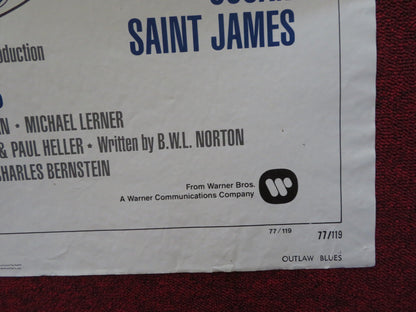 SAINT JAMES
oduction
N • MICHAEL LERNER
& PAUL HELLER • Written by B.W.L. NORTON
CHARLES BERNSTEIN
From Warner Bros.
A Warner Communications Company
77/119 77/119
OUTLAW BLUES